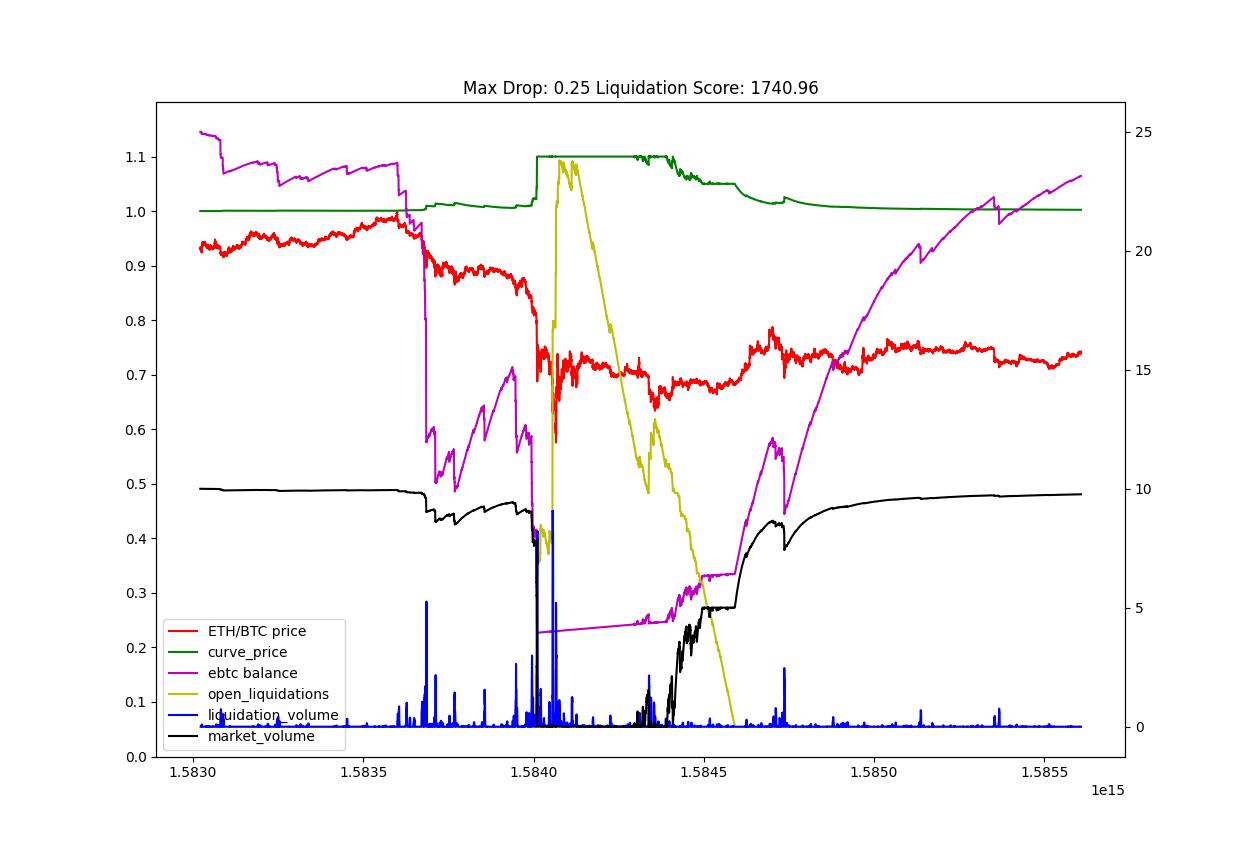 Max Drop: 0.25 Liquidation Score: 1740.96
1.1
1.0
0.9
0.8
0.7
0.6
0.5
0.4
0.3
0.2
0.1
0.0
25
20
15
10
5
0
ETH/BTC price
curve_price
ebtc balance
open_liquidations
liquidation_volume
market_volume
1.5830 1.5835 1.5840 1.5845 1.5850 1.5855
1e15